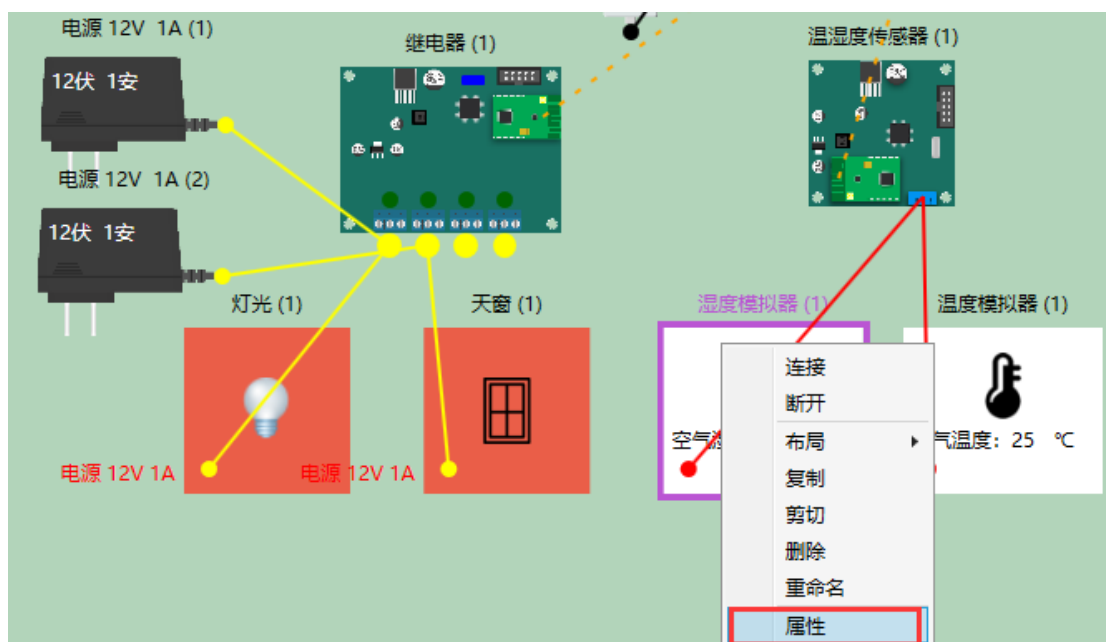 电源 12V 1A (1)
继电器 (1)
温湿度传感器 (1)
12伏 1安
电源 12V 1A (2)
12伏 1安
灯光 (1)
天窗 (1)
湿度模拟器 (1)
温度模拟器 (1)
连接
断开
空气
布局
气温度：25 ℃
电源 12V 1A
电源 12V 1A
复制
剪切
删除
重命名
属性